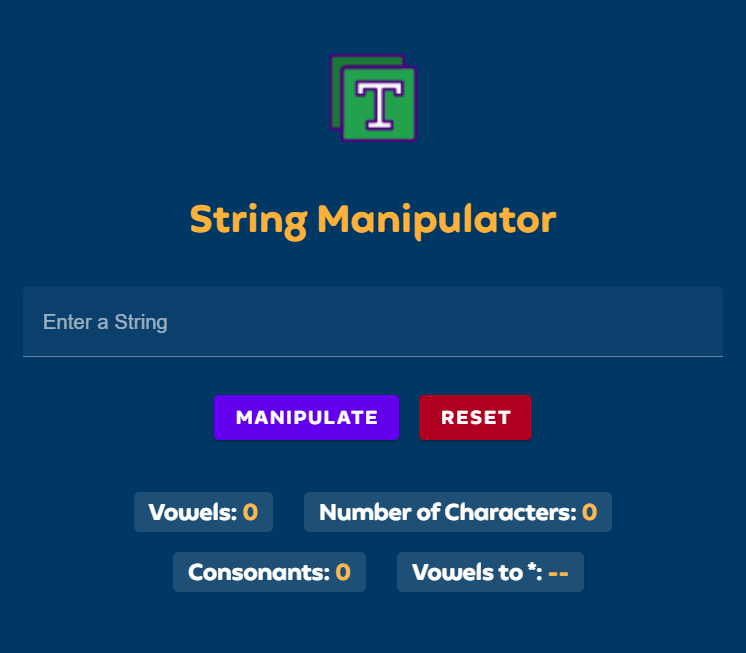 T
String Manipulator
Enter a String
MANIPULATE RESET
Vowels: 0 Number of Characters: 0
Consonants: 0 Vowels to *: --